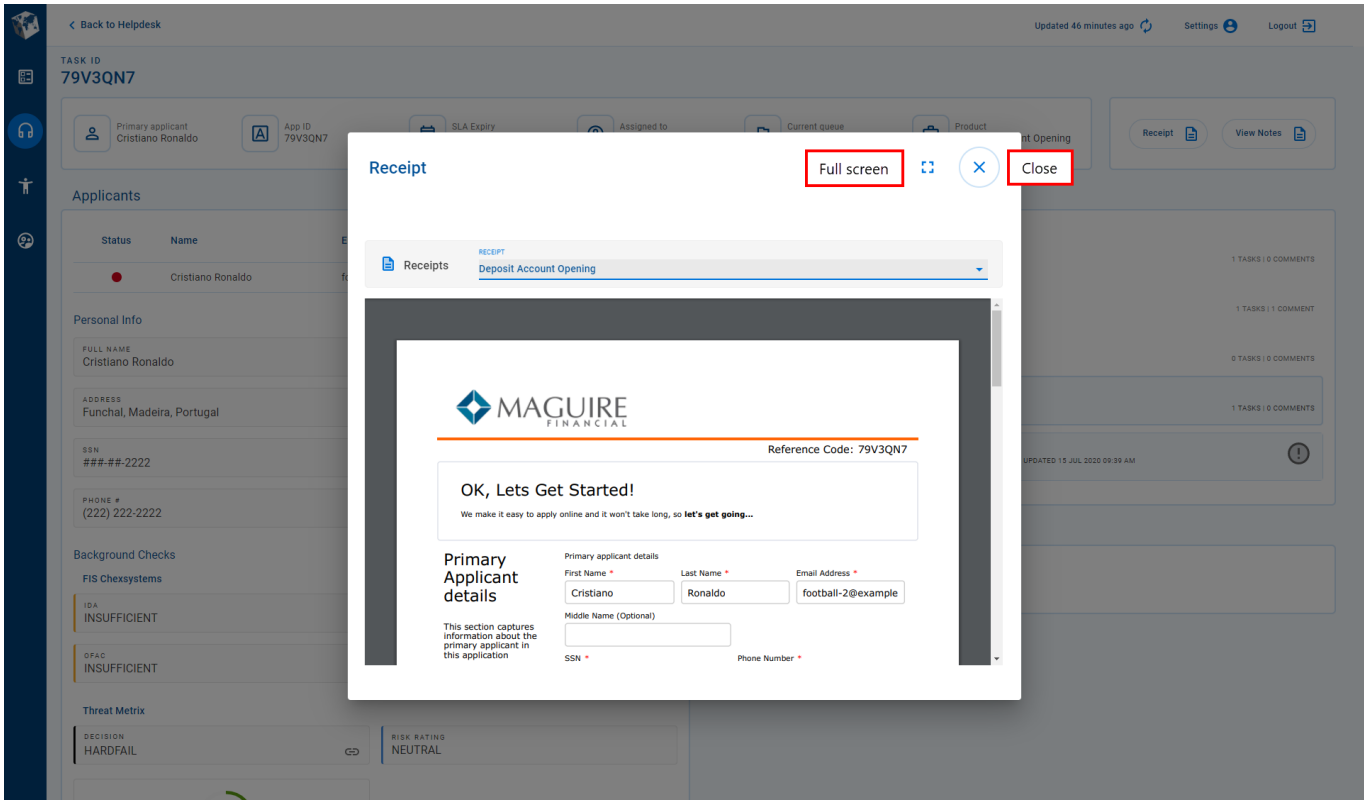 Back to Helpdesk
Updated 46 minutes ago
Settings
Logout
TASK ID
79V3QN7
Primary applicant
Cristiano Ronaldo
App ID
79V3QN7
SLA Expiry
Assigned to
Current queue
Product
nt Opening
Receipt
View Notes
Applicants
Status Name E
Cristiano Ronaldo fo
Personal Info
FULL NAME
Cristiano Ronaldo
ADDRESS
Funchal, Madeira, Portugal
SSN
###-##-2222
PHONE #
(222) 222-2222
Background Checks
FIS Chexsystems
IDA
INSUFFICIENT
OFAC
INSUFFICIENT
Threat Metrix
DECISION
HARDFAIL
RISK RATING
NEUTRAL
1 TASKS | 0 COMMENTS
1 TASKS | 1 COMMENT
0 TASKS | 0 COMMENTS
1 TASKS | 0 COMMENTS
UPDATED 15 JUL 2020 09:39 AM
Receipt
Full screen
Close
Receipts
RECEIPT
Deposit Account Opening
MAGUIRE
FINANCIAL
Reference Code: 79V3QN7
OK, Lets Get Started!
We make it easy to apply online and it won't take long, so let's get going...
Primary
Applicant
details
This section captures
information about the
primary applicant in
this application
Primary applicant details
First Name * Last Name * Email Address *
Cristiano Ronaldo football-2@example
Middle Name (Optional)
SSN * Phone Number *